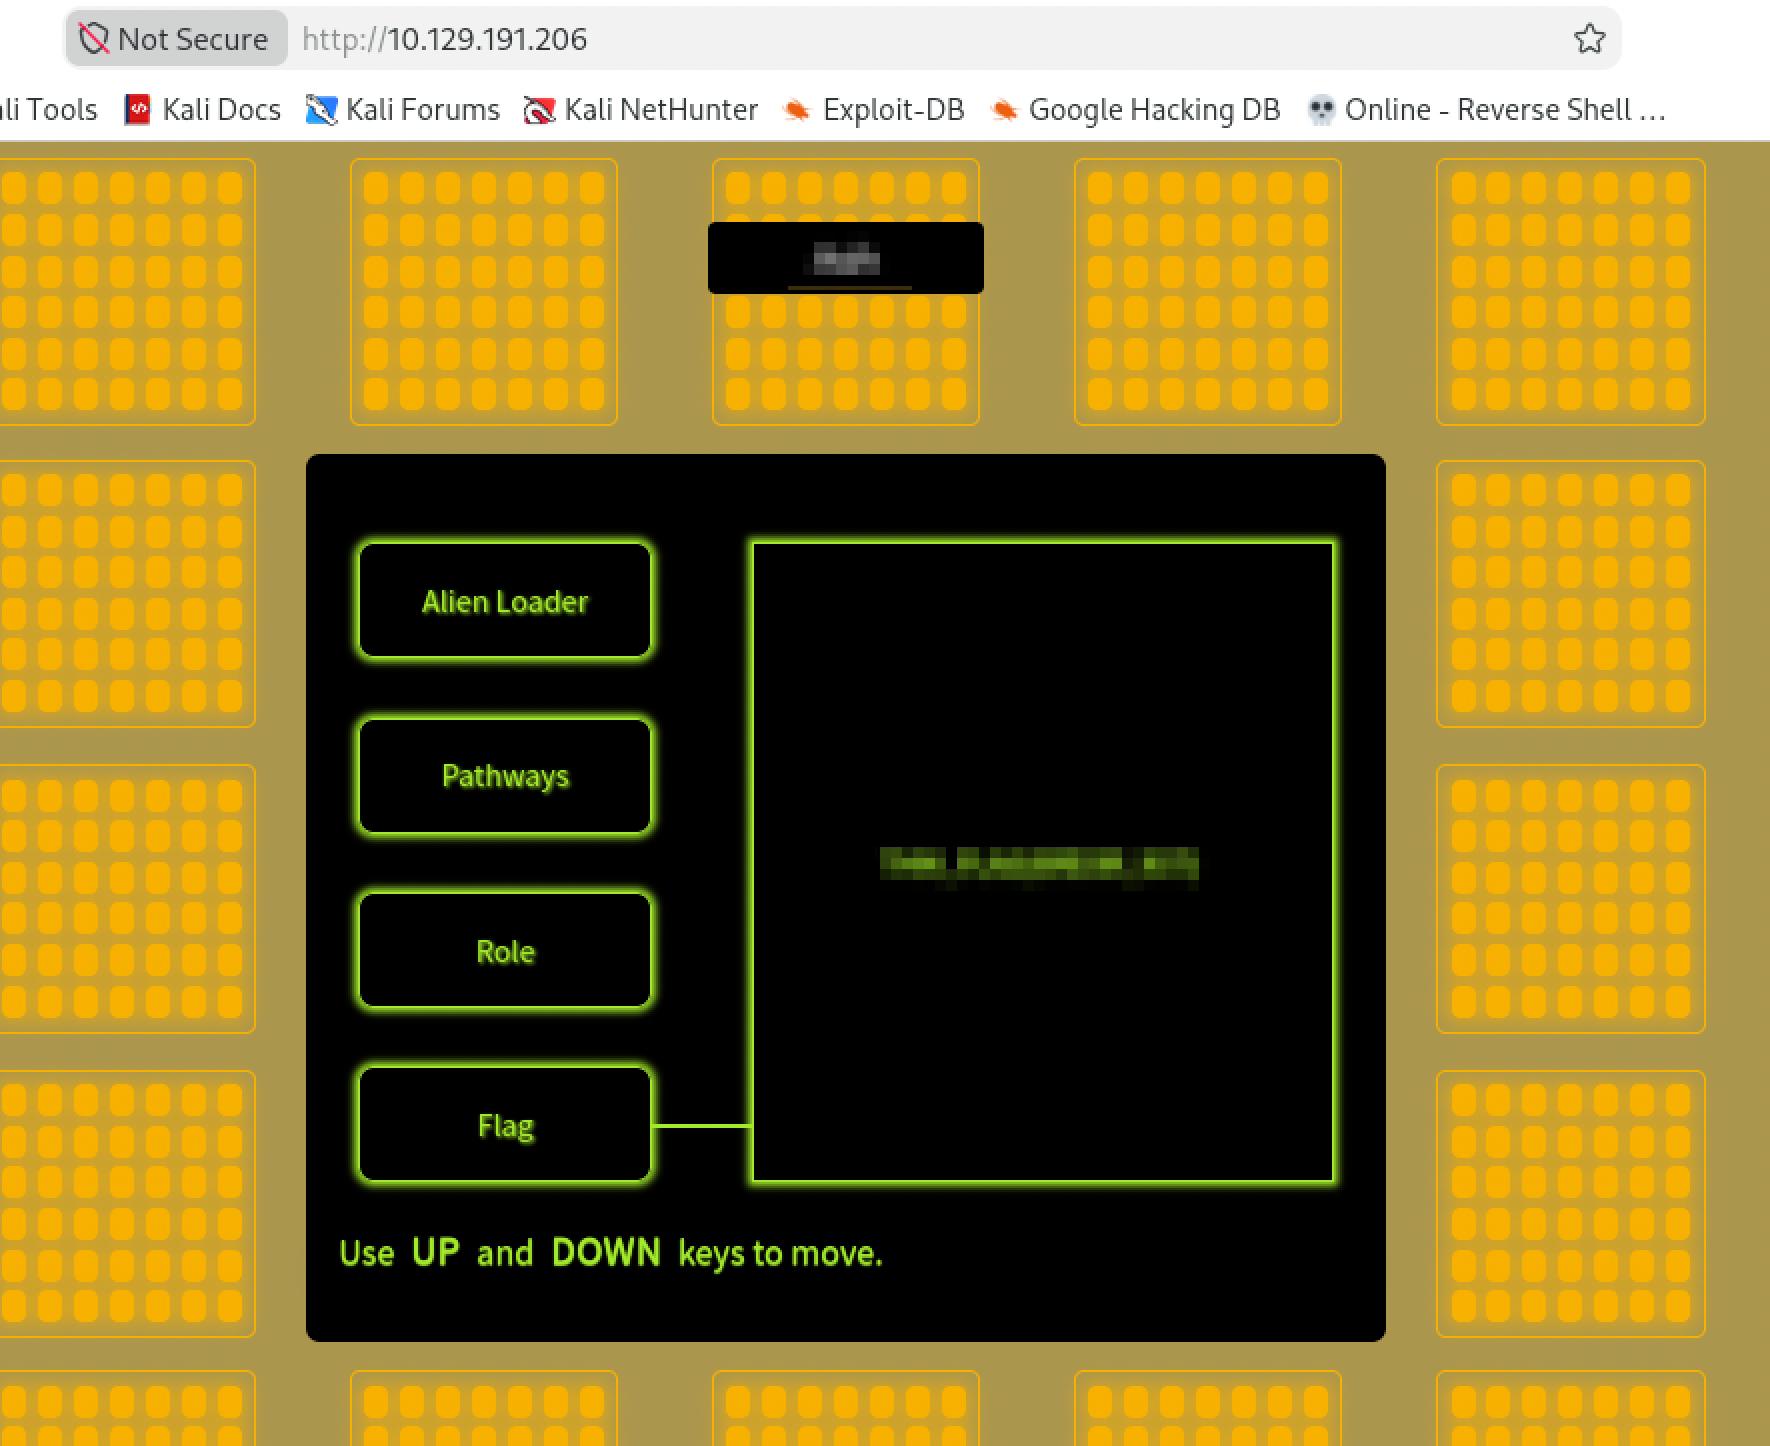 Not Secure http://10.129.191.206
li Tools Kali Docs Kali Forums Kali NetHunter Exploit-DB Google Hacking DB Online - Reverse Shell ...
Alien Loader
Pathways
Role
Flag
Use UP and DOWN keys to move.